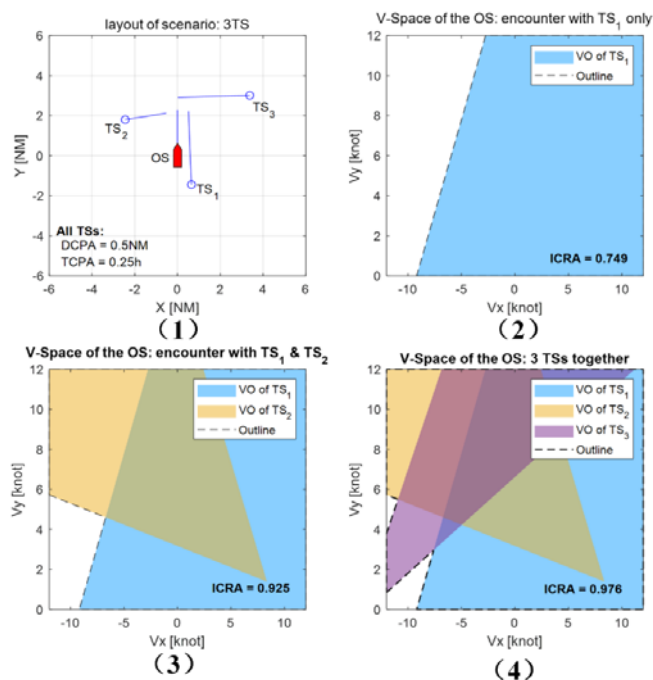 layout of scenario: 3TS
Y [NM]
6
4
2
0
-2
-4
-6
TS3
TS2
OS
TS1
All TSs:
DCPA = 0.5NM
TCPA = 0.25h
-6 -4 -2 0 2 4 6
X [NM]
(1)
V-Space of the OS: encounter with TS1 only
Vy [knot]
12
10
8
6
4
2
0
VO of TS1
Outline
ICRA = 0.749
-10 -5 0 5 10
Vx [knot]
(2)
V-Space of the OS: encounter with TS1 & TS2
Vy [knot]
12
10
8
6
4
2
0
VO of TS1
VO of TS2
Outline
ICRA = 0.925
-10 -5 0 5 10
Vx [knot]
(3)
V-Space of the OS: 3 TSs together
Vy [knot]
12
10
8
6
4
2
0
VO of TS1
VO of TS2
VO of TS3
Outline
ICRA = 0.976
-10 -5 0 5 10
Vx [knot]
(4)